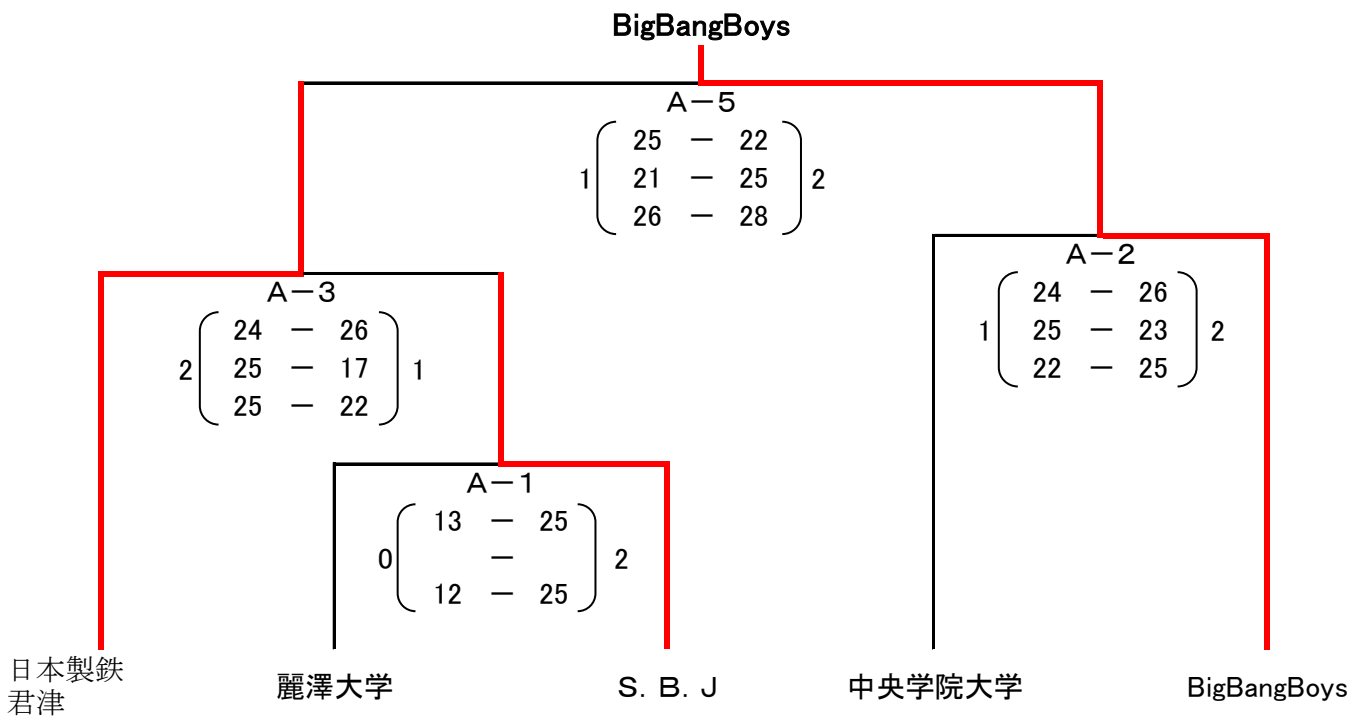 BigBangBoys
A－5
25 － 22
1 21 － 25 2
26 － 28
A－2
24 － 26
1 25 － 23 2
22 － 25
A－3
24 － 26
2 25 － 17 1
25 － 22
A－1
13 － 25
0 － 2
12 － 25
日本製鉄
君津
麗澤大学
S．B．J
中央学院大学
BigBangBoys